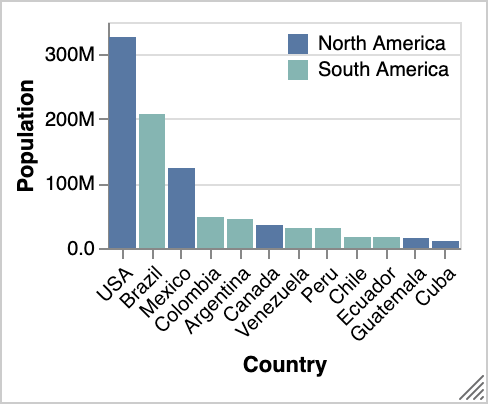 North America
South America
Population
300M
200M
100M
0.0
USA
Brazil
Mexico
Colombia
Argentina
Canada
Venezuela
Peru
Chile
Ecuador
Guatemala
Cuba
Country